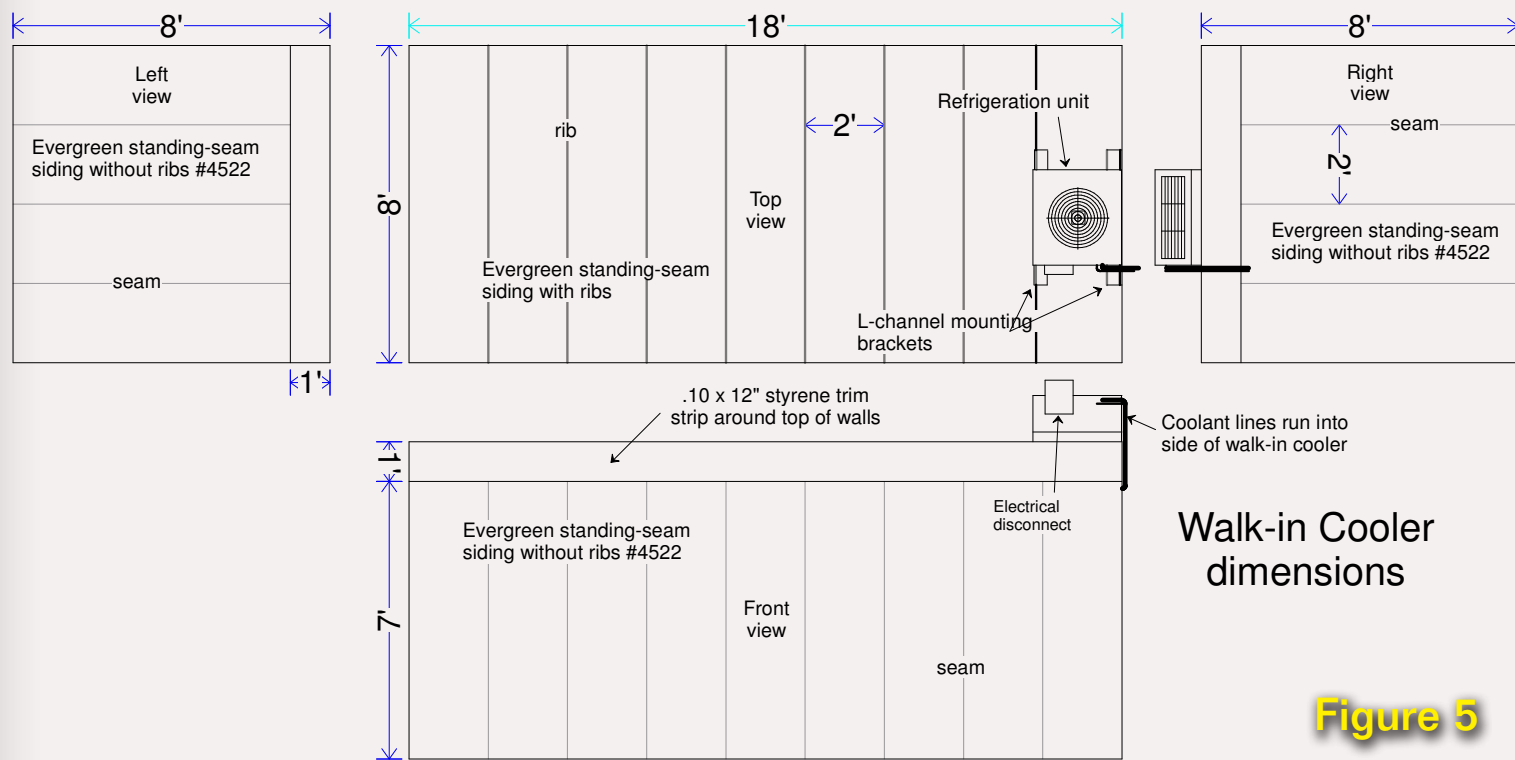 8'
18'
8'
Left
view
Evergreen standing-seam
siding without ribs #4522
seam
1'
8'
rib
2'
Top
view
Evergreen standing-seam
siding with ribs
Refrigeration unit
L-channel mounting
brackets
Right
view
seam
2'
Evergreen standing-seam
siding without ribs #4522
.10 x 12" styrene trim
strip around top of walls
Coolant lines run into
side of walk-in cooler
1'
7'
Electrical
disconnect
Evergreen standing-seam
siding without ribs #4522
Front
view
seam
Walk-in Cooler
dimensions
Figure 5